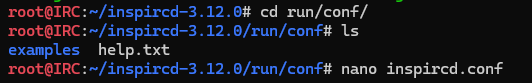 root@IRC:~/inspircd-3.12.0# cd run/conf/
root@IRC:~/inspircd-3.12.0/run/conf# ls
examples  help.txt
root@IRC:~/inspircd-3.12.0/run/conf# nano inspircd.conf